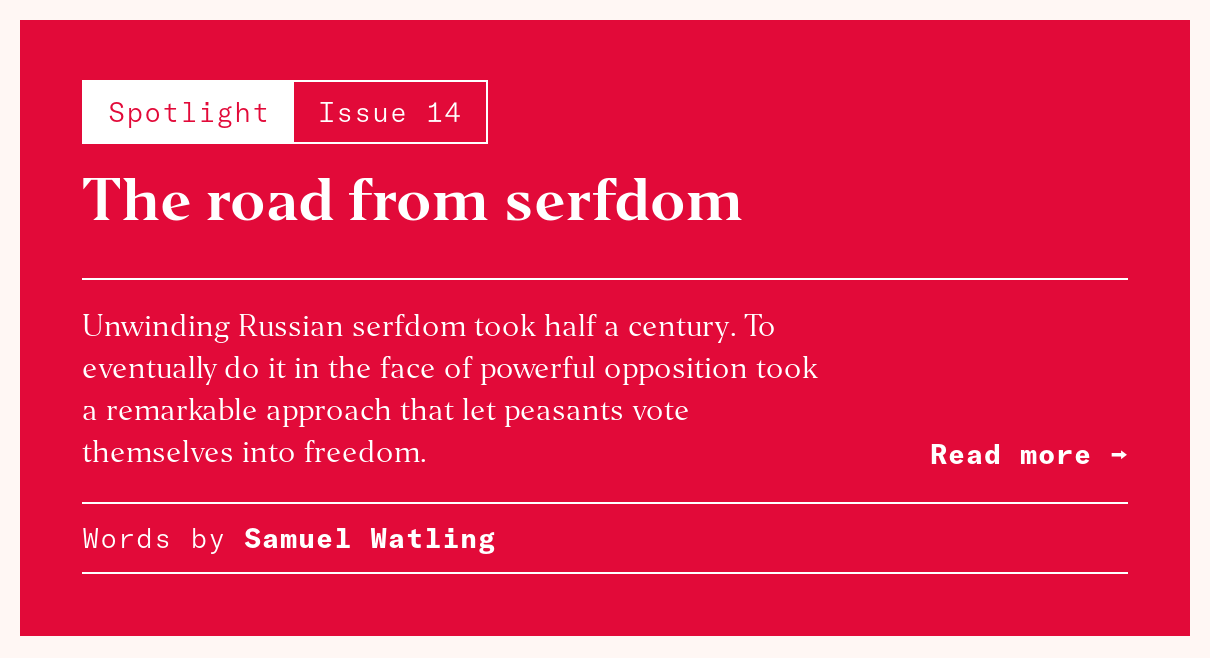 Spotlight Issue 14
The road from serfdom
Unwinding Russian serfdom took half a century. To
eventually do it in the face of powerful opposition took
a remarkable approach that let peasants vote
themselves into freedom.
Read more →
Words by Samuel Watling